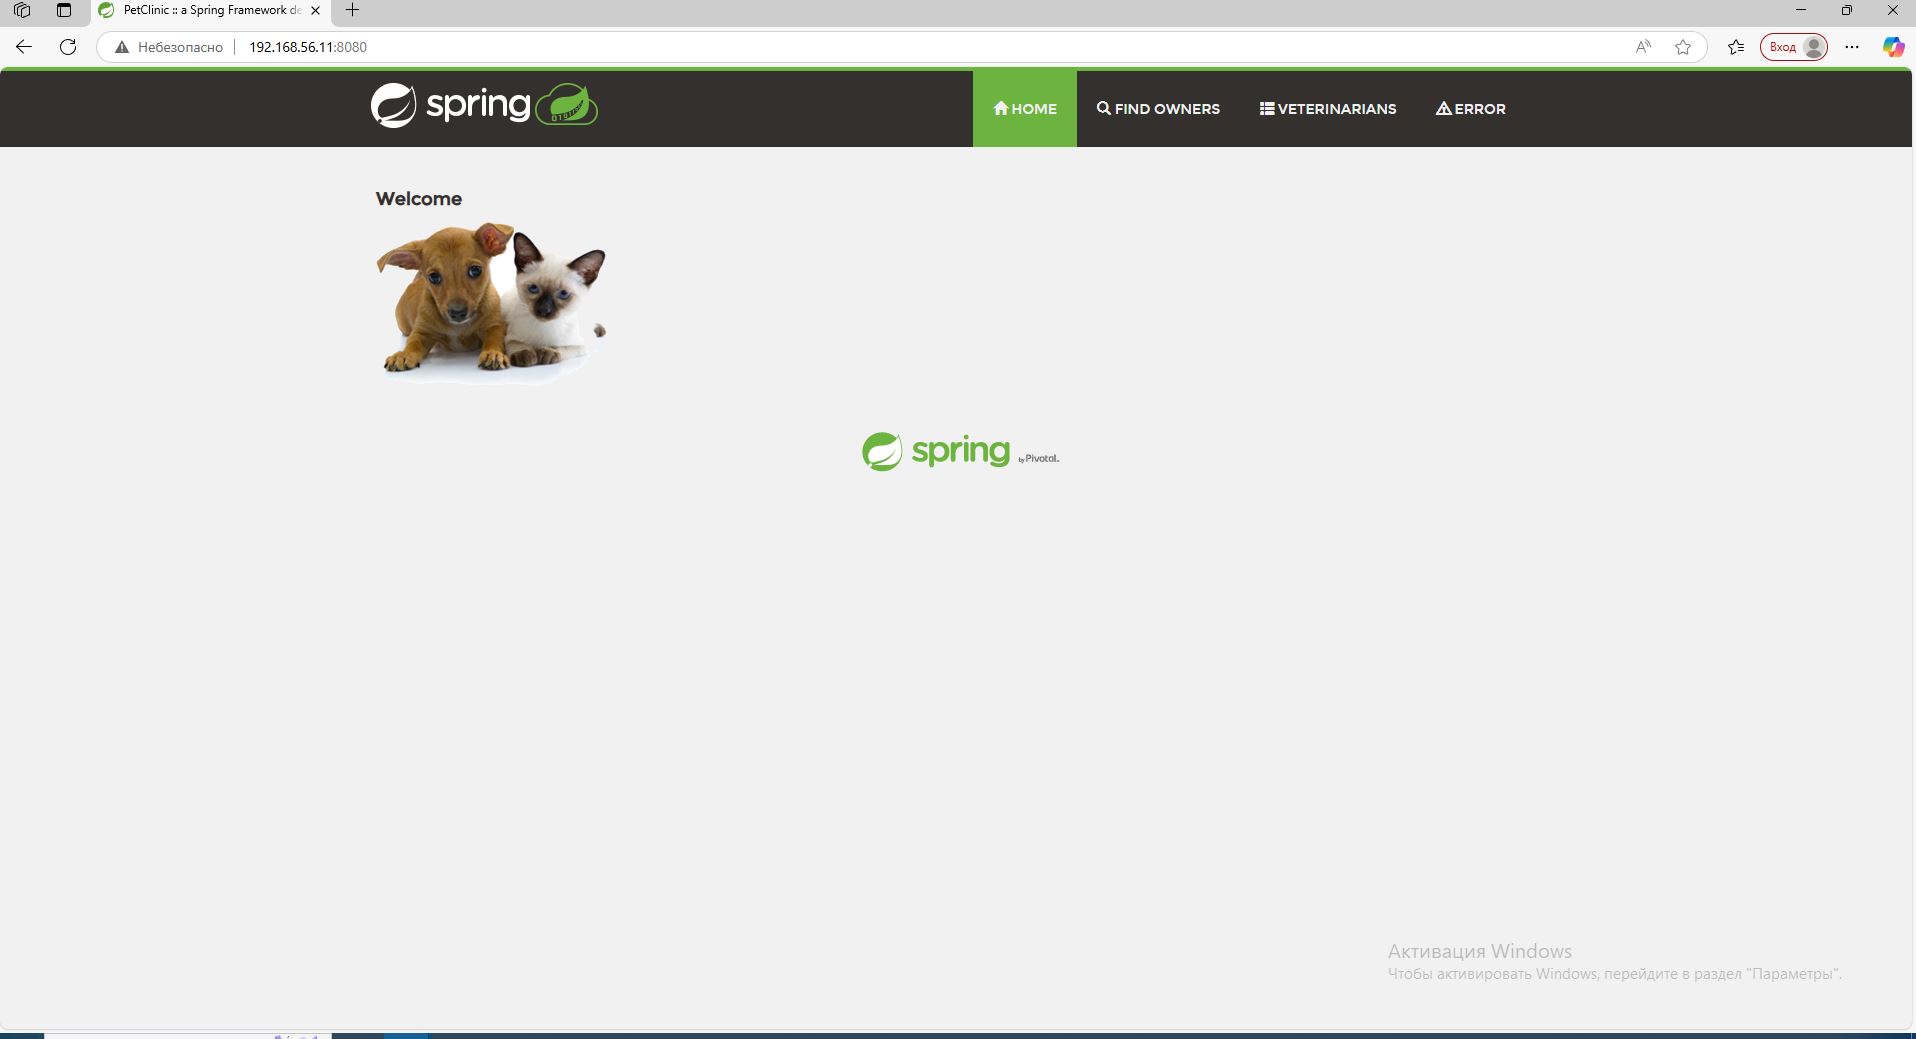 PetClinic :: a Spring Framework de
Небезопасно
192.168.56.11:8080
Вход
spring
HOME
FIND OWNERS
VETERINARIANS
ERROR
Welcome
spring by Pivotal.
Активация Windows
Чтобы активировать Windows, перейдите в раздел "Параметры".